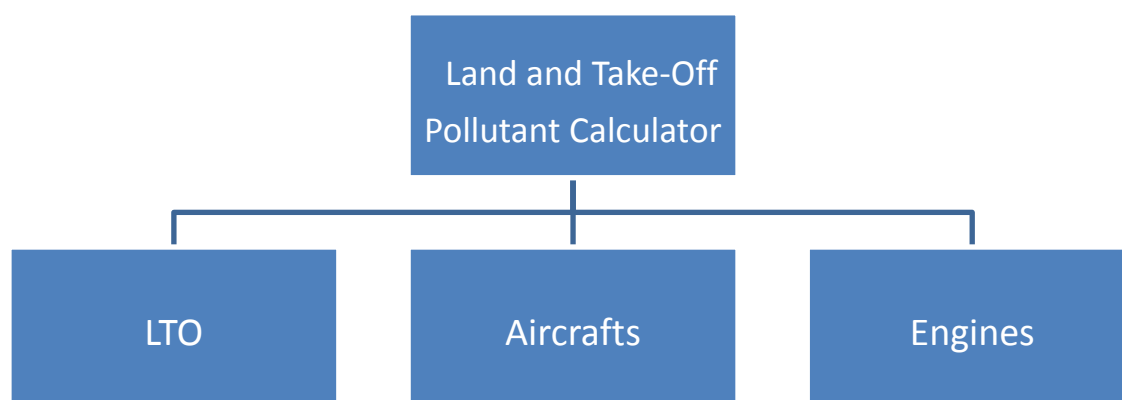 Land and Take-Off
Pollutant Calculator
LTO
Aircrafts
Engines